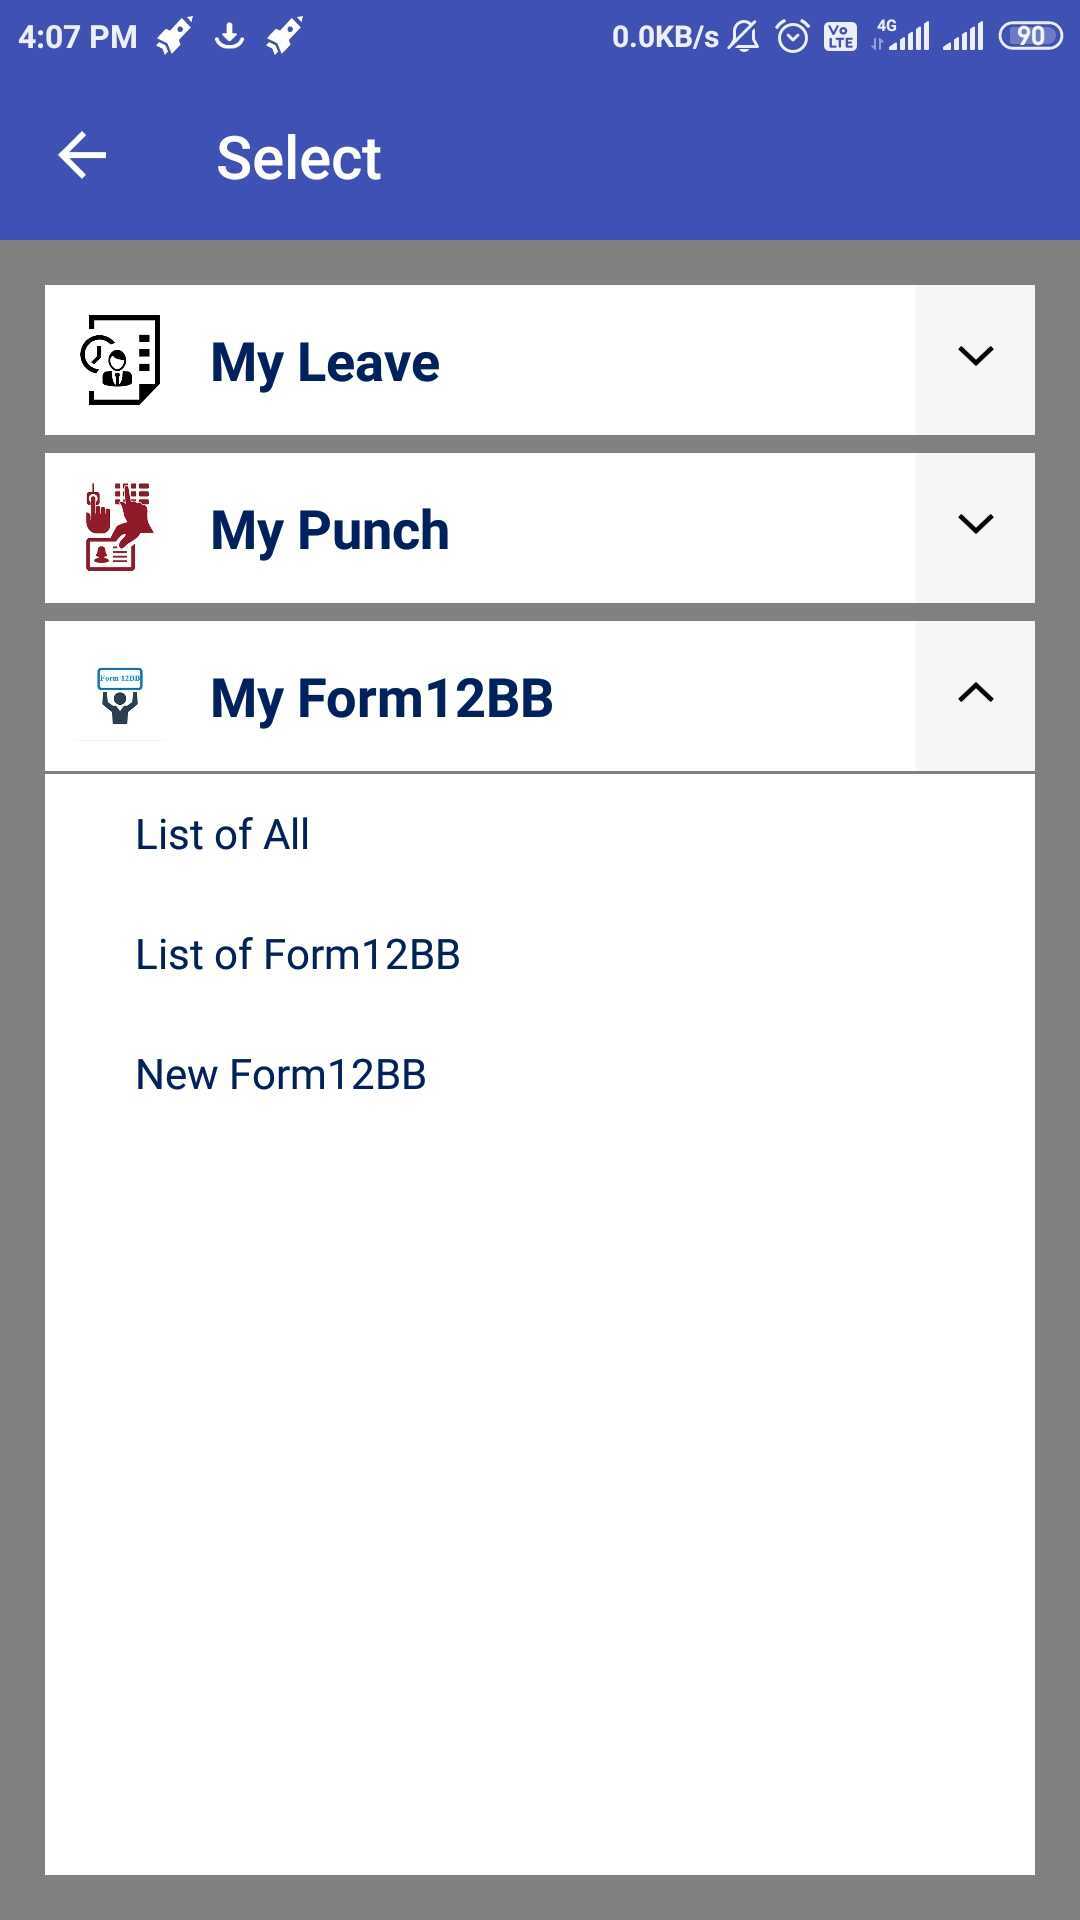 4:07 PM 0.0KB/s Vo LTE 4G 90
Select
My Leave
My Punch
Form 12BB
My Form12BB
List of All
List of Form12BB
New Form12BB